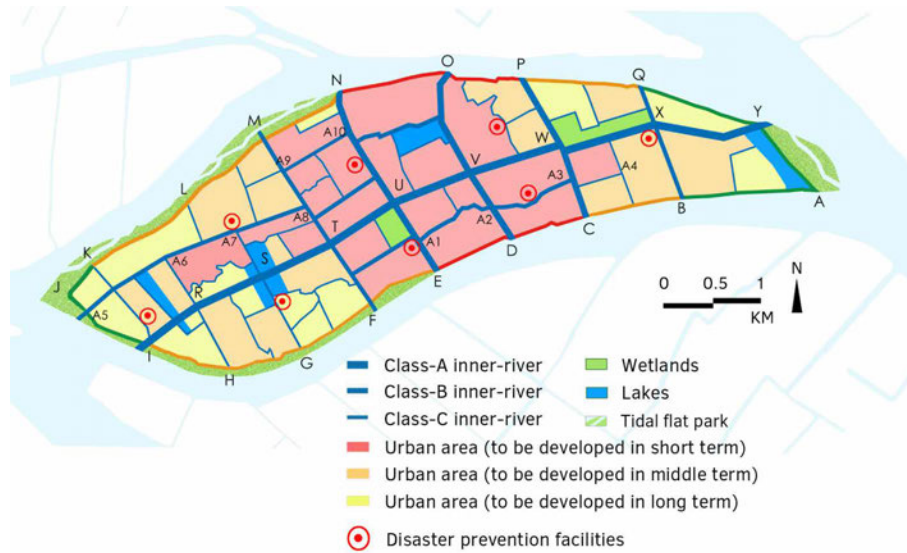 O
P
N
Q
M
Y
X
A10
W
A9
V
L
A3
A4
U
A8
A2
K
A7
T
A1
B
A
A6
S
C
D
J
R
E
A5
F
I
G
H
N
0 0.5 1
KM
Class-A inner-river
Class-B inner-river
Class-C inner-river
Wetlands
Lakes
Tidal flat park
Urban area (to be developed in short term)
Urban area (to be developed in middle term)
Urban area (to be developed in long term)
Disaster prevention facilities